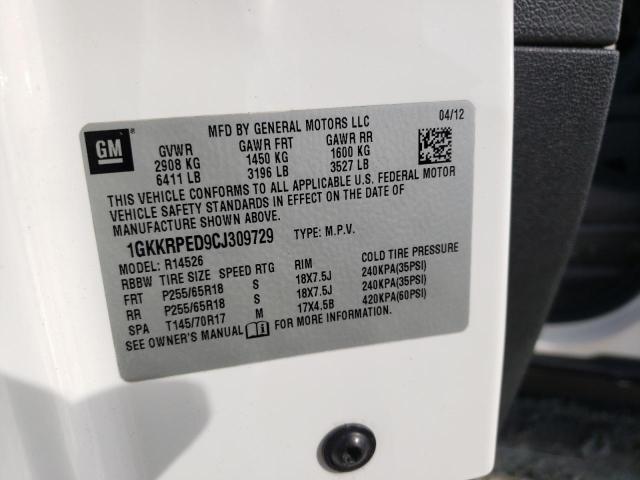 MFD BY GENERAL MOTORS LLC 04/12
GM ®
GVWR GAWR FRT GAWR RR
2908 KG 1450 KG 1600 KG
6411 LB 3196 LB 3527 LB
THIS VEHICLE CONFORMS TO ALL APPLICABLE U.S. FEDERAL MOTOR
VEHICLE SAFETY STANDARDS IN EFFECT ON THE DATE OF
MANUFACTURE SHOWN ABOVE.
1GKKRPED9CJ309729 TYPE: M.P.V.
MODEL: R14526
RBBW TIRE SIZE SPEED RTG RIM COLD TIRE PRESSURE
FRT P255/65R18 S 18X7.5J 240KPA(35PSI)
RR P255/65R18 S 18X7.5J 240KPA(35PSI)
SPA T145/70R17 M 17X4.5B 420KPA(60PSI)
SEE OWNER'S MANUAL FOR MORE INFORMATION.